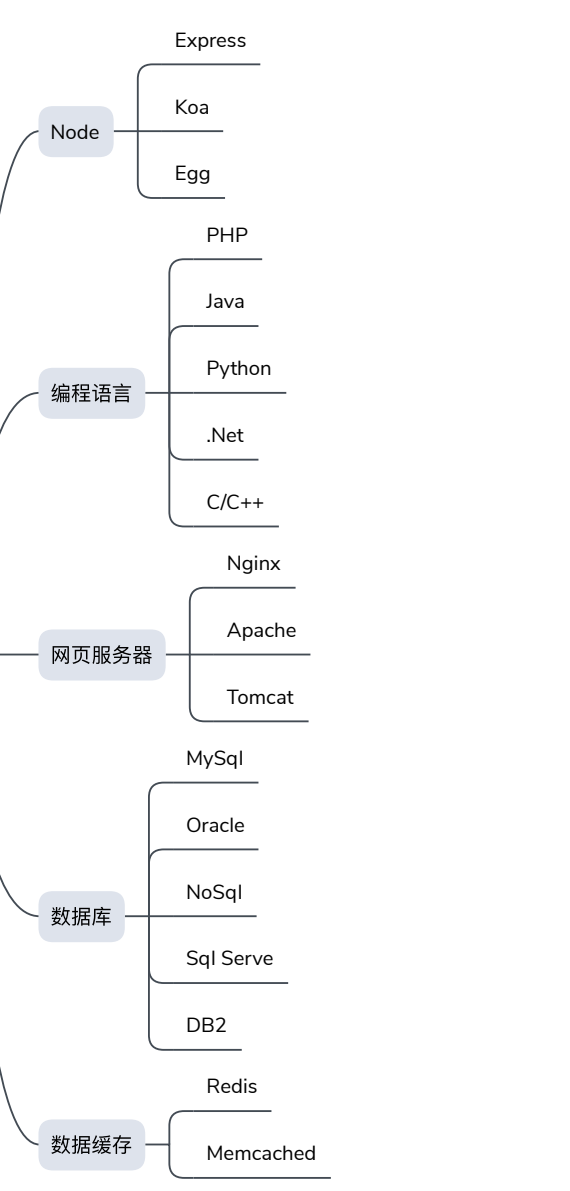 Express
Node
Koa
Egg
PHP
Java
编程语言
Python
.Net
C/C++
Nginx
网页服务器
Apache
Tomcat
MySql
Oracle
数据库
NoSql
Sql Serve
DB2
Redis
数据缓存
Memcached